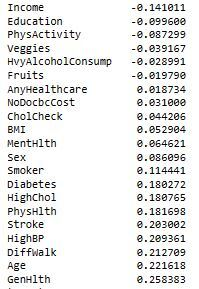 Income -0.141011
Education -0.099600
PhysActivity -0.087299
Veggies -0.039167
HvyAlcoholConsump -0.028991
Fruits -0.019790
AnyHealthcare 0.018734
NoDocbcCost 0.031000
CholCheck 0.044206
BMI 0.052904
MentHlth 0.064621
Sex 0.086096
Smoker 0.114441
Diabetes 0.180272
HighChol 0.180765
PhysHlth 0.181698
Stroke 0.203002
HighBP 0.209361
DiffWalk 0.212709
Age 0.221618
GenHlth 0.258383